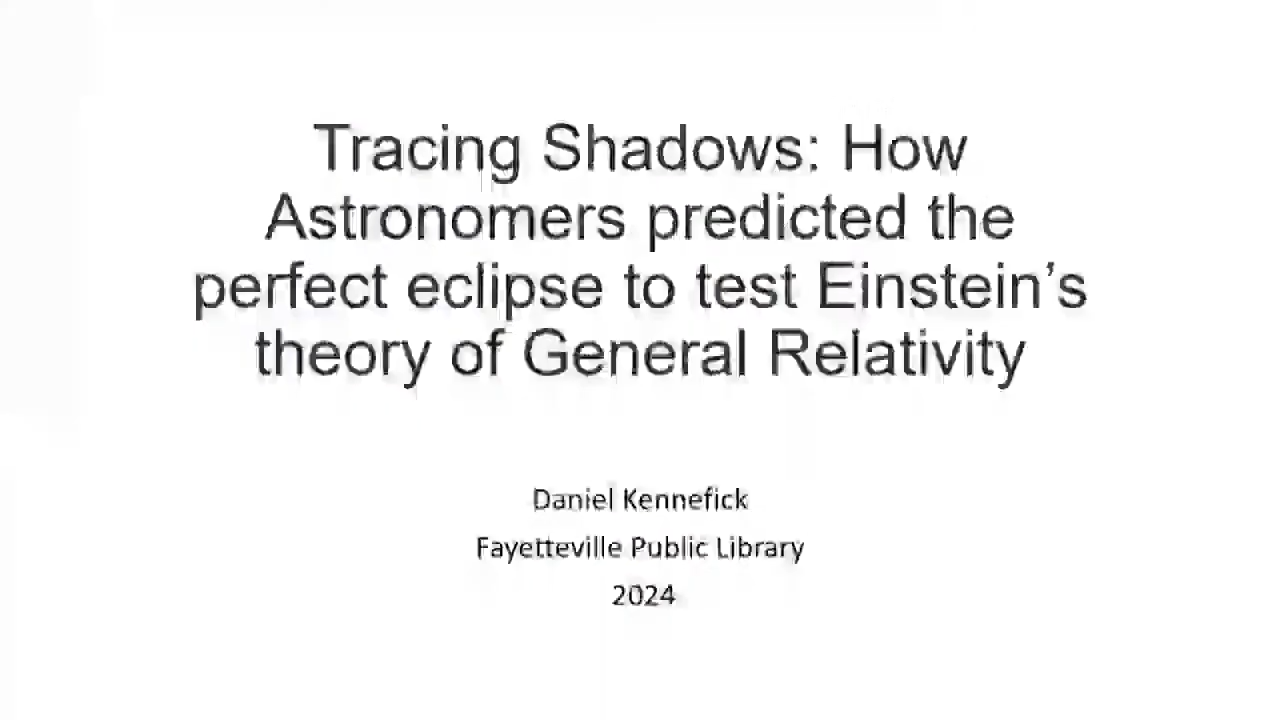 Tracing Shadows: How
Astronomers predicted the
perfect eclipse to test Einstein’s
theory of General Relativity
Daniel Kennefick
Fayetteville Public Library
2024